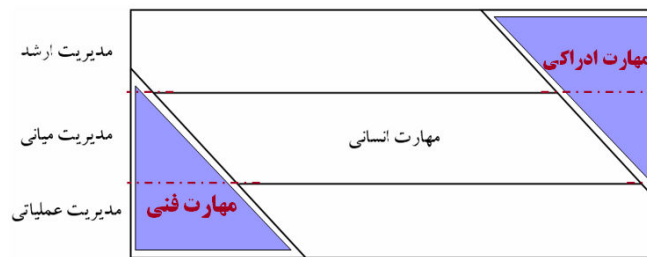 مدیریت ارشد
مهارت ادراکی
مدیریت میانی
مهارت انسانی
مدیریت عملیاتی
مهارت فنی